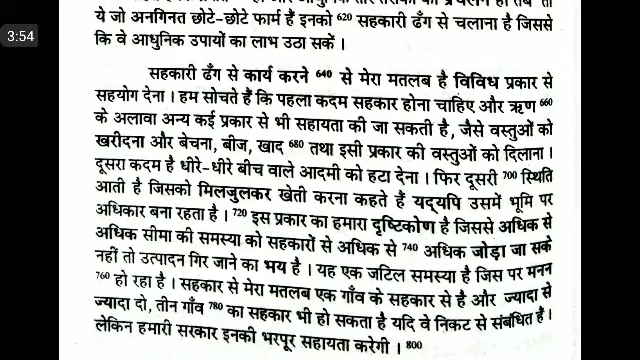 3:54
ये जो अनगिनत छोटे-छोटे फार्म हैं इनको 620 सहकारी ढँग से चलाना है जिससे
कि वे आधुनिक उपायों का लाभ उठा सकें ।
सहकारी ढँग से कार्य करने 640 से मेरा मतलब है विविध प्रकार से
सहयोग देना । हम सोचते हैं कि पहला कदम सहकार होना चाहिए और ऋण 660
के अलावा अन्य कई प्रकार से भी सहायता की जा सकती है, जैसे वस्तुओं को
खरीदना और बेचना, बीज, खाद 680 तथा इसी प्रकार की वस्तुओं को दिलाना ।
दूसरा कदम है धीरे-धीरे बीच वाले आदमी को हटा देना । फिर दूसरी 700 स्थिति
आती है जिसको मिलजुलकर खेती करना कहते हैं यद्यपि उसमें भूमि पर
अधिकार बना रहता है । 720 इस प्रकार का हमारा दृष्टिकोण है जिससे अधिक से
अधिक सीमा की समस्या को सहकारों से अधिक से 740 अधिक जोड़ा जा सके
नहीं तो उत्पादन गिर जाने का भय है । यह एक जटिल समस्या है जिस पर मनन
760 हो रहा है । सहकार से मेरा मतलब एक गाँव के सहकार से है और ज्यादा से
ज्यादा दो, तीन गाँव 780 का सहकार भी हो सकता है यदि वे निकट से संबंधित हैं।
लेकिन हमारी सरकार इनकी भरपूर सहायता करेगी । 800